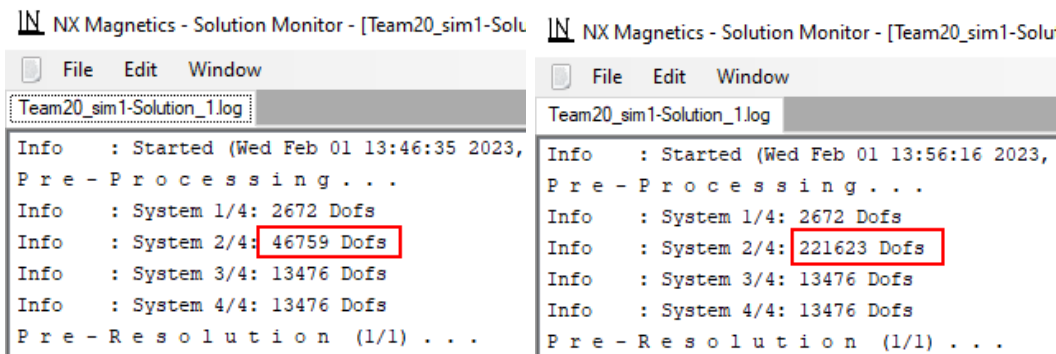 NX Magnetics - Solution Monitor - [Team20_sim1-Solu
File Edit Window
Team20_sim1-Solution_1.log
Info : Started (Wed Feb 01 13:46:35 2023,
P r e - P r o c e s s i n g . . .
Info : System 1/4: 2672 Dofs
Info : System 2/4: 46759 Dofs
Info : System 3/4: 13476 Dofs
Info : System 4/4: 13476 Dofs
P r e - R e s o l u t i o n (1/1) . . .
NX Magnetics - Solution Monitor - [Team20_sim1-Solut
File Edit Window
Team20_sim1-Solution_1.log
Info : Started (Wed Feb 01 13:56:16 2023,
P r e - P r o c e s s i n g . . .
Info : System 1/4: 2672 Dofs
Info : System 2/4: 221623 Dofs
Info : System 3/4: 13476 Dofs
Info : System 4/4: 13476 Dofs
P r e - R e s o l u t i o n (1/1) . . .